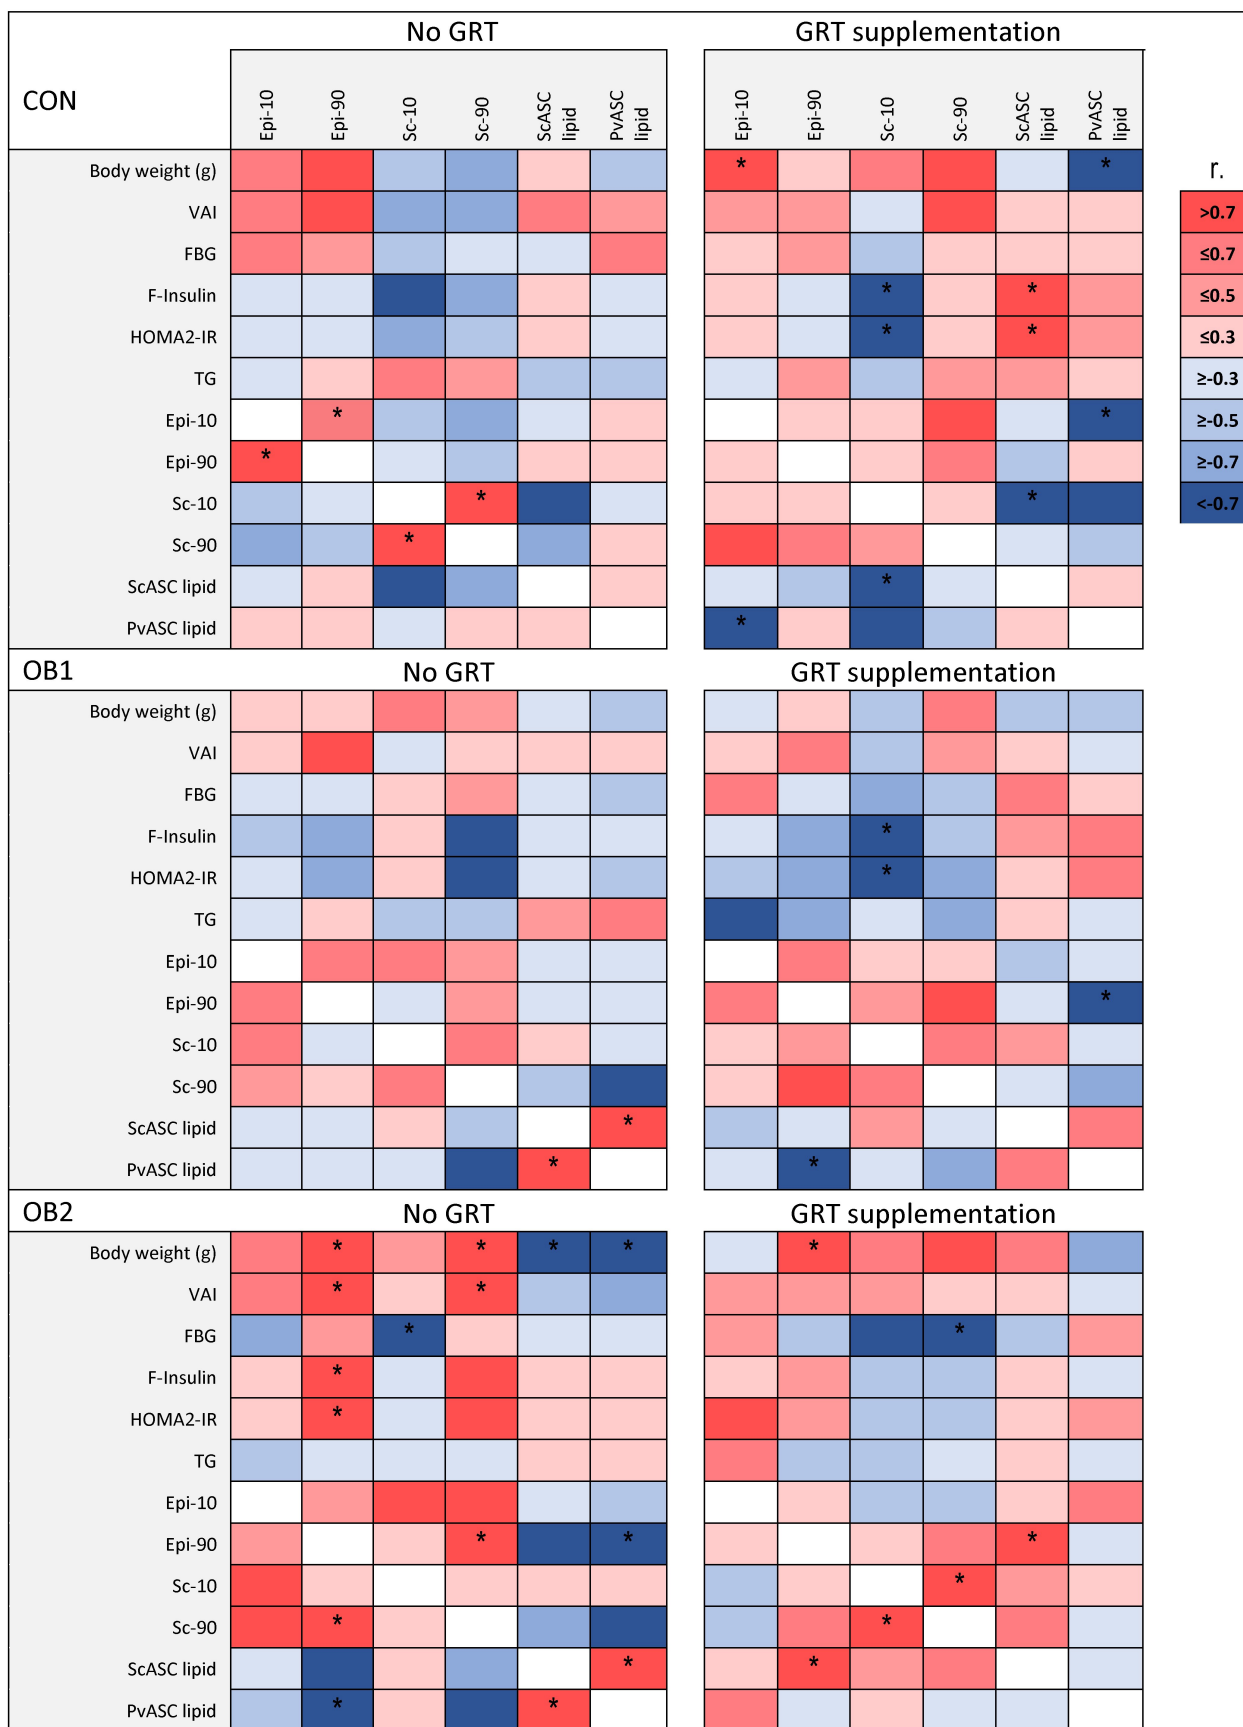 No GRT GRT supplementation
CON
Epi-10 Epi-90 Sc-10 Sc-90 ScASC lipid PvASC lipid Epi-10 Epi-90 Sc-10 Sc-90 ScASC lipid PvASC lipid
Body weight (g) * * r.
VAI >0.7
FBG ≤0.7
F-Insulin * * ≤0.5
HOMA2-IR * * ≤0.3
TG ≥-0.3
Epi-10 * * ≥-0.5
Epi-90 * ≥-0.7
Sc-10 * * <-0.7
Sc-90 *
ScASC lipid *
PvASC lipid *
OB1 No GRT GRT supplementation
Body weight (g)
VAI
FBG
F-Insulin *
HOMA2-IR *
TG
Epi-10
Epi-90 *
Sc-10
Sc-90
ScASC lipid *
PvASC lipid * *
OB2 No GRT GRT supplementation
Body weight (g) * * * * *
VAI * *
FBG * *
F-Insulin *
HOMA2-IR *
TG
Epi-10
Epi-90 * * *
Sc-10 *
Sc-90 * *
ScASC lipid * *
PvASC lipid * *